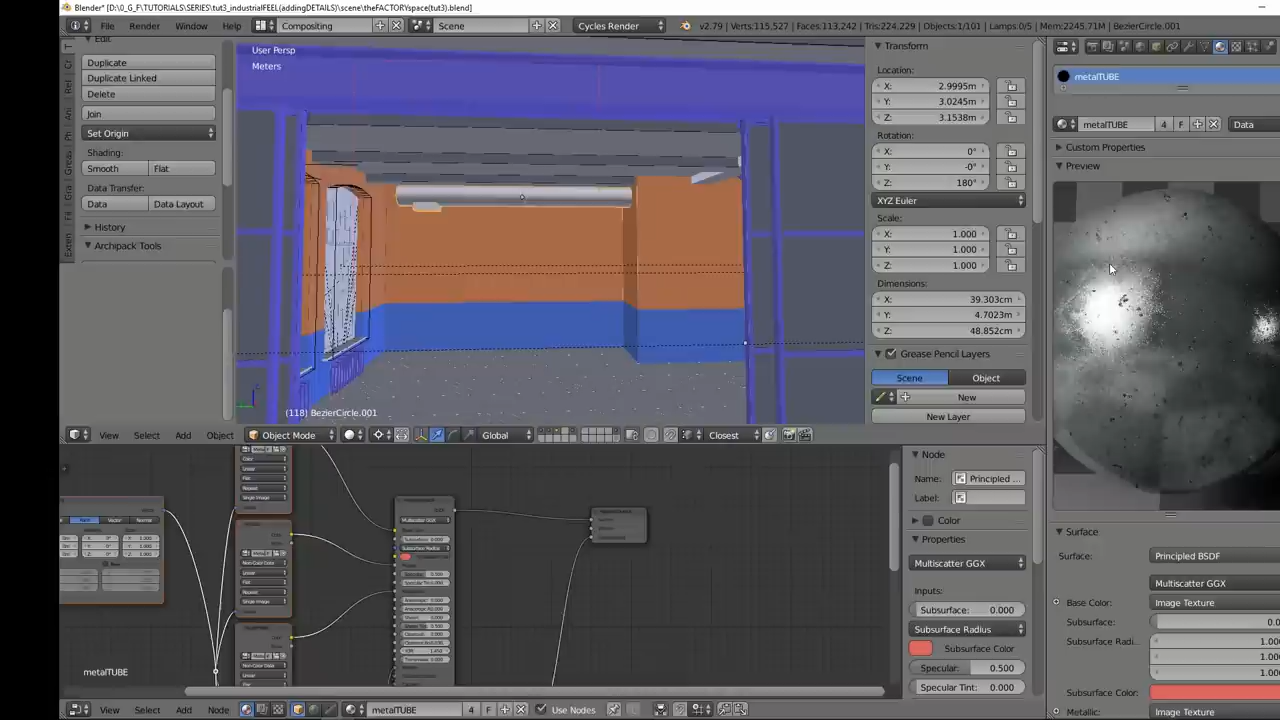 Blender* [D:\0_G_F\TUTORIALS\SERIES\tut3_industrialFEEL(addingDETAILS)\scene\theFACTORYspace(tut3).blend]
File Render Window Help Compositing Scene Cycles Render v2.79 | Verts:115,527 | Faces:113,242 | Tris:224,229 | Objects:1/101 | Lamps:0/5 | Mem:2245.71M | BezierCircle.001
Edit
Duplicate
Duplicate Linked
Delete
Join
Set Origin
Shading:
Smooth Flat
Data Transfer:
Data Data Layout
History
Archipack Tools
User Persp
Meters
(118) BezierCircle.001
Transform
Location:
X: 2.9995m
Y: 3.0245m
Z: 3.1538m
Rotation:
X: 0°
Y: -0°
Z: 180°
XYZ Euler
Scale:
X: 1.000
Y: 1.000
Z: 1.000
Dimensions:
X: 39.303cm
Y: 4.7023m
Z: 48.852cm
Grease Pencil Layers
Scene Object
New
New Layer
metalTUBE
metalTUBE 4 F Data
Custom Properties
Preview
Surface
Surface: Principled BSDF
Multiscatter GGX
Base Color: Image Texture
Subsurface: 0.0
Subsurface Radi... 1.00
1.00
1.00
Subsurface Color:
Metallic: Image Texture
View Select Add Object Object Mode Global Closest
Node
Name: Principled ...
Label:
Color
Properties
Multiscatter GGX
Inputs:
Subsurface: 0.000
Subsurface Radius
Subsurface Color
Specular: 0.500
Specular Tint: 0.000
metalTUBE
View Select Add Node metalTUBE 4 F Use Nodes